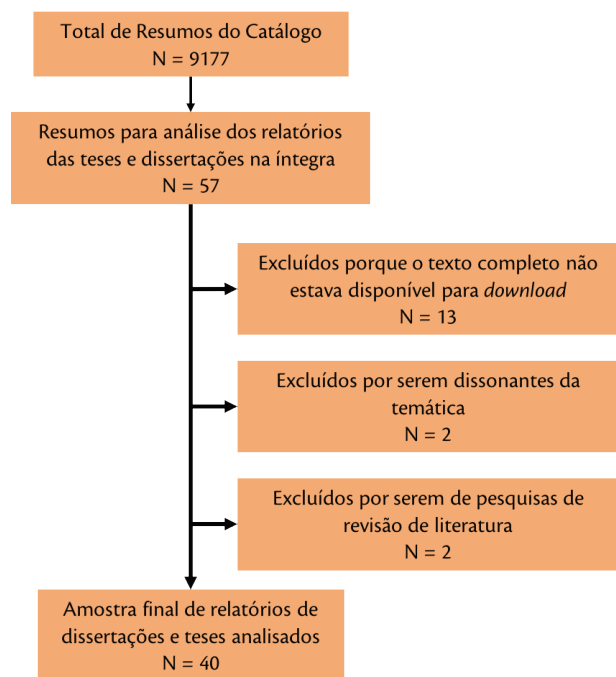 Total de Resumos do Catálogo
N = 9177
Resumos para análise dos relatórios
das teses e dissertações na íntegra
N = 57
Excluídos porque o texto completo não
estava disponível para download
N = 13
Excluídos por serem dissonantes da
temática
N = 2
Excluídos por serem de pesquisas de
revisão de literatura
N = 2
Amostra final de relatórios de
dissertações e teses analisados
N = 40